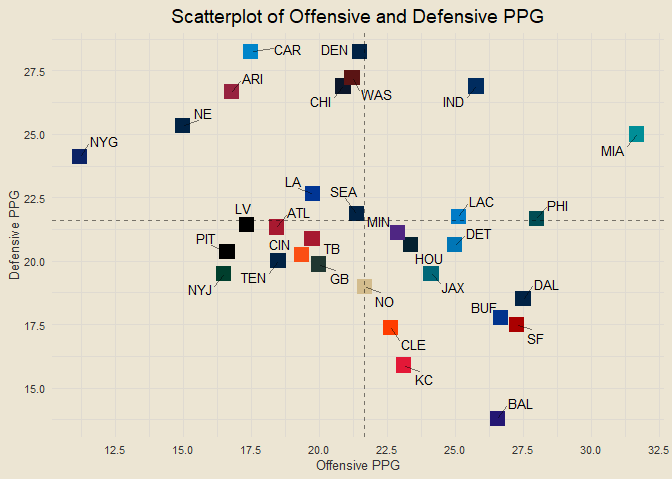 Scatterplot of Offensive and Defensive PPG
CAR
DEN
ARI
WAS
CHI
IND
NE
NYG
MIA
LA
SEA
LAC
PHI
LV
ATL
MIN
DET
PIT
CIN
TB
HOU
TEN
GB
NYJ
JAX
NO
DAL
BUF
SF
CLE
KC
BAL
27.5
25.0
22.5
20.0
17.5
15.0
Defensive PPG
12.5 15.0 17.5 20.0 22.5 25.0 27.5 30.0 32.5
Offensive PPG